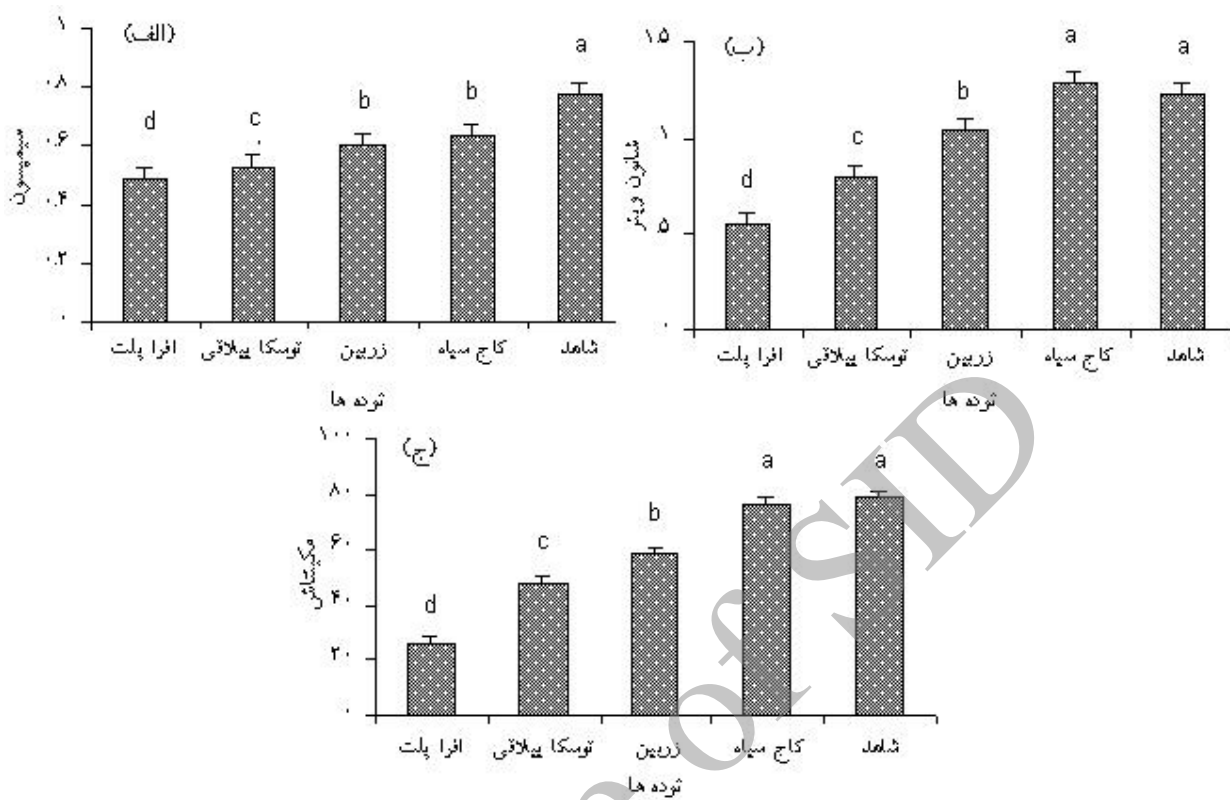 (الف)
سیمپسون
۱
۰.۸
۰.۶
۰.۴
۰.۲
۰
d
c
b
b
a
افرا پلت
توسکا ییلاقی
زربین
کاج سیاه
شاهد
توده ها
(ب)
شانون وینر
۱.۵
۱
۰.۵
۰
d
c
b
a
a
افرا پلت
توسکا ییلاقی
زربین
کاج سیاه
شاهد
توده ها
(ج)
مکینتاش
۱۰۰
۸۰
۶۰
۴۰
۲۰
۰
d
c
b
a
a
افرا پلت
توسکا ییلاقی
زربین
کاج سیاه
شاهد
توده ها
of SID